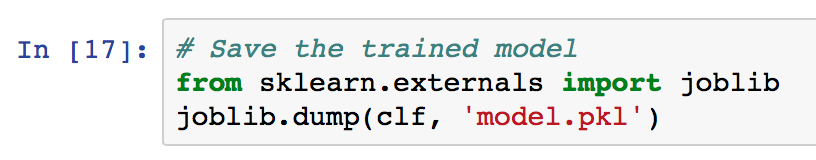 In [17]: # Save the trained model
from sklearn.externals import joblib
joblib.dump(clf, 'model.pkl')